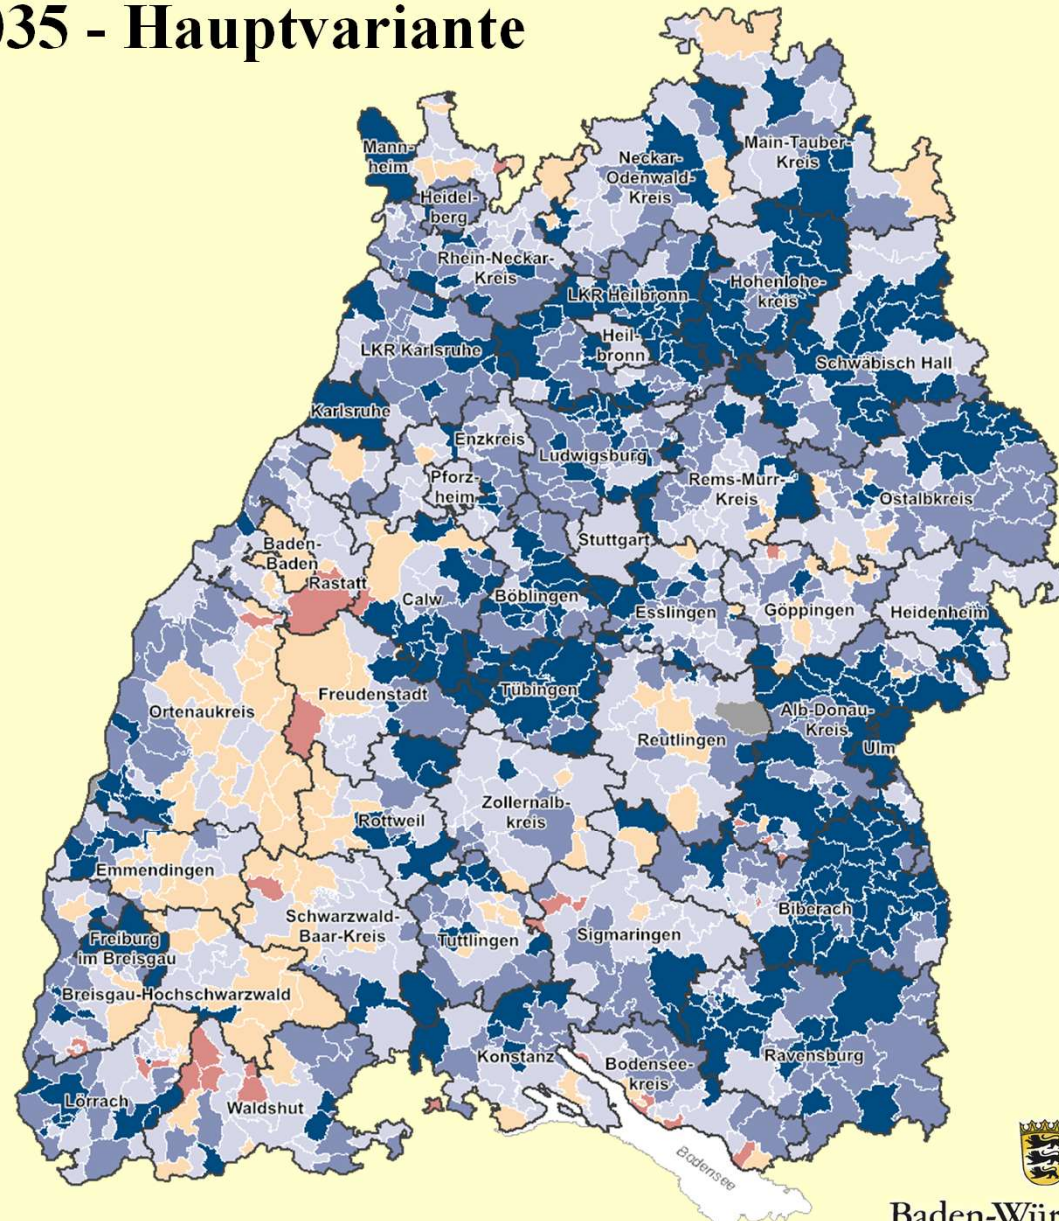 035 - Hauptvariante
Mann-
heim
Heidel-
berg
Rhein-Neckar-
Kreis
Neckar-
Odenwald-
Kreis
Main-Tauber-
Kreis
LKR Heilbronn
Hohenlohe-
kreis
Heil-
bronn
LKR Karlsruhe
Schwäbisch Hall
Karlsruhe
Enzkreis
Ludwigsburg
Pforz-
heim
Rems-Murr-
Kreis
Ostalbkreis
Stuttgart
Baden-
Baden
Rastatt
Calw
Böblingen
Esslingen
Göppingen
Heidenheim
Ortenaukreis
Freudenstadt
Tübingen
Reutlingen
Alb-Donau-
Kreis
Ulm
Zollernalb-
kreis
Rottweil
Emmendingen
Schwarzwald-
Baar-Kreis
Tuttlingen
Sigmaringen
Biberach
Freiburg
im Breisgau
Breisgau-Hochschwarzwald
Konstanz
Bodensee-
kreis
Ravensburg
Lörrach
Waldshut
Bodensee
Baden-Wür